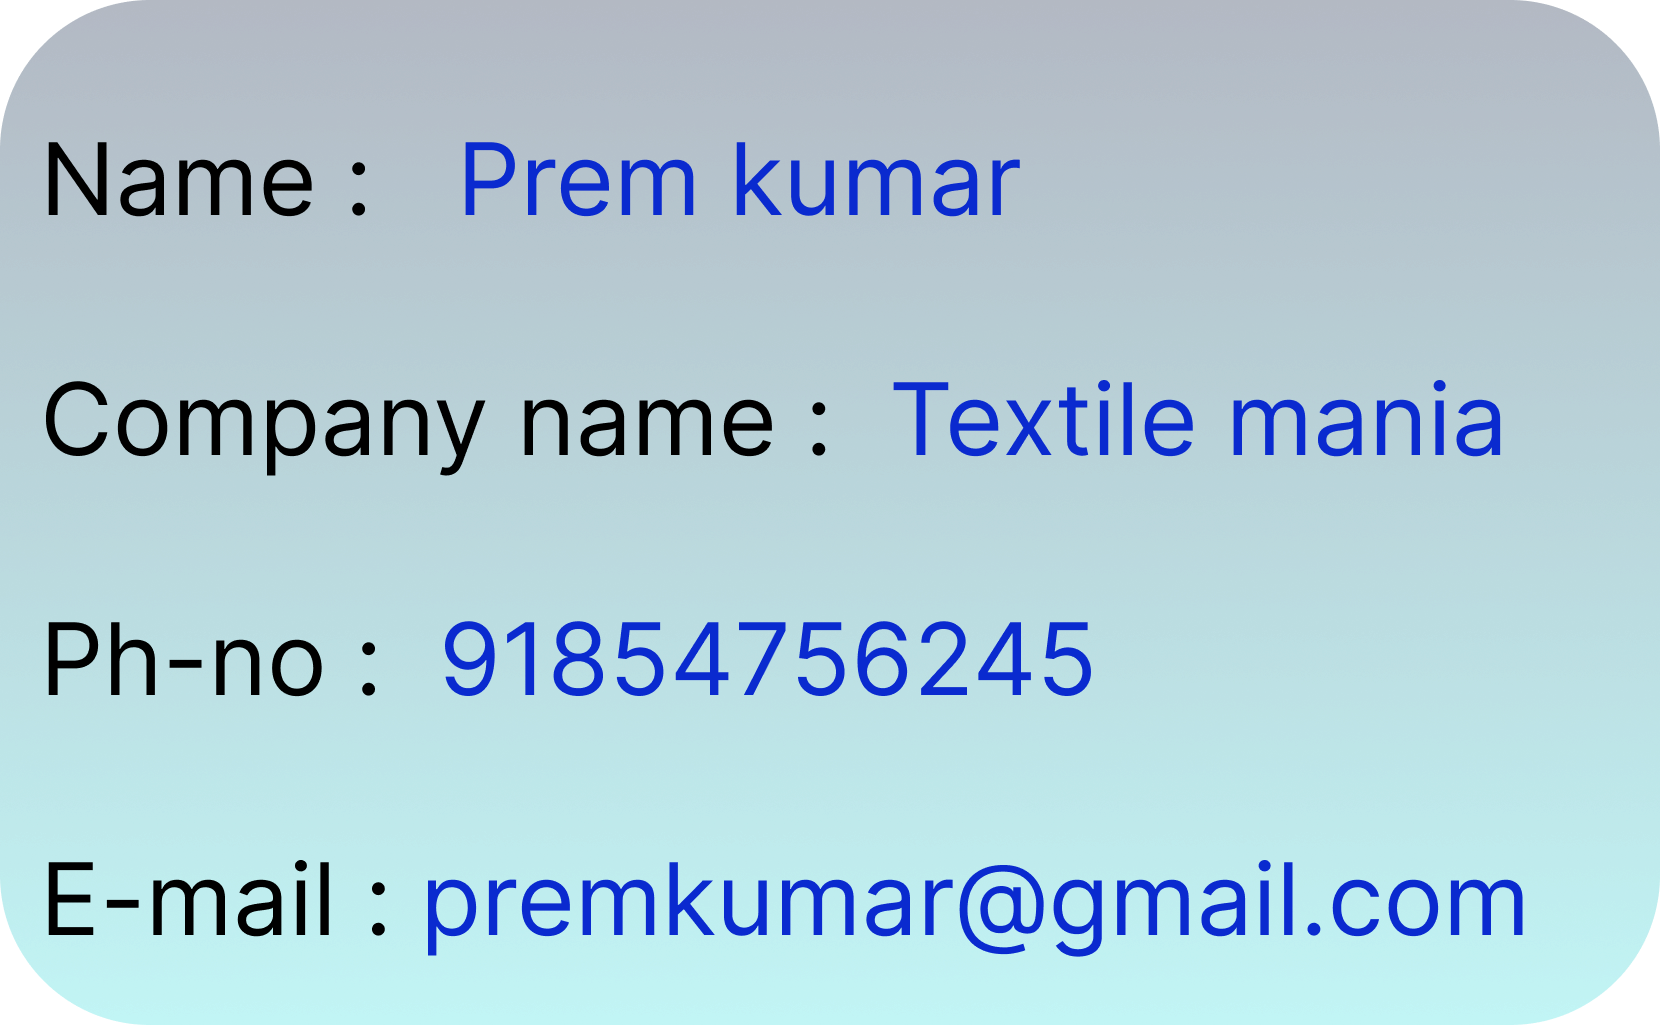 Name : Prem kumar
Company name : Textile mania
Ph-no : 91854756245
E-mail : premkumar@gmail.com